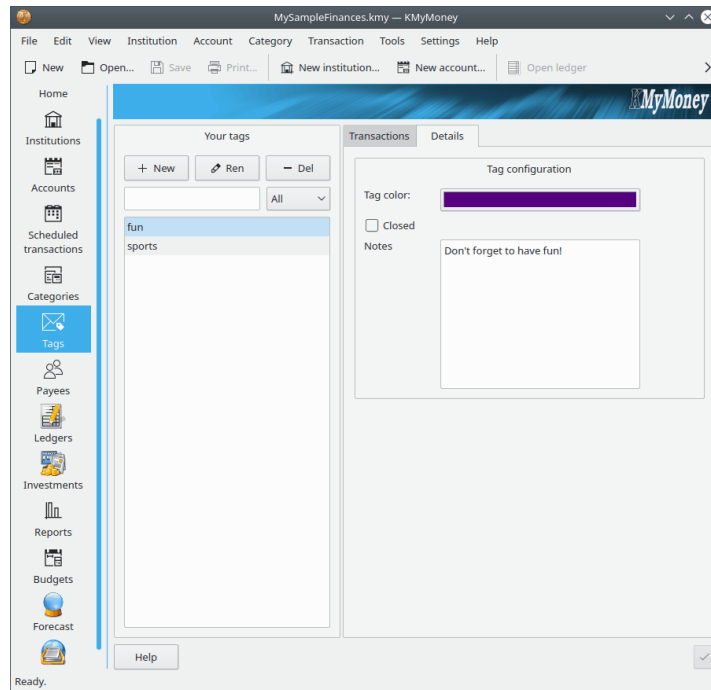 MySampleFinances.kmy — KMyMoney
File Edit View Institution Account Category Transaction Tools Settings Help
New Open... Save Print... New institution... New account... Open ledger
KMyMoney
Home
Institutions
Accounts
Scheduled
transactions
Categories
Tags
Payees
Ledgers
Investments
Reports
Budgets
Forecast
Your tags
+ New Ren − Del
All
fun
sports
Transactions Details
Tag configuration
Tag color:
Closed
Notes
Don't forget to have fun!
Help
Ready.